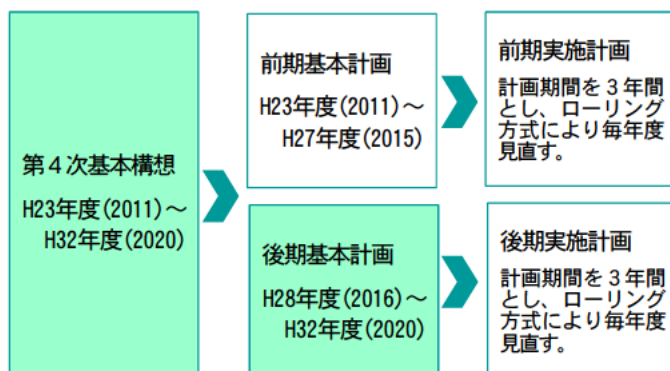 第４次基本構想
H23年度(2011)～
H32年度(2020)
前期基本計画
H23年度(2011)～
H27年度(2015)
前期実施計画
計画期間を３年間
とし、ローリング
方式により毎年度
見直す。
後期基本計画
H28年度(2016)～
H32年度(2020)
後期実施計画
計画期間を３年間
とし、ローリング
方式により毎年度
見直す。